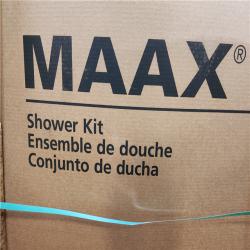 MAAX®
Shower Kit
Ensemble de douche
Conjunto de ducha